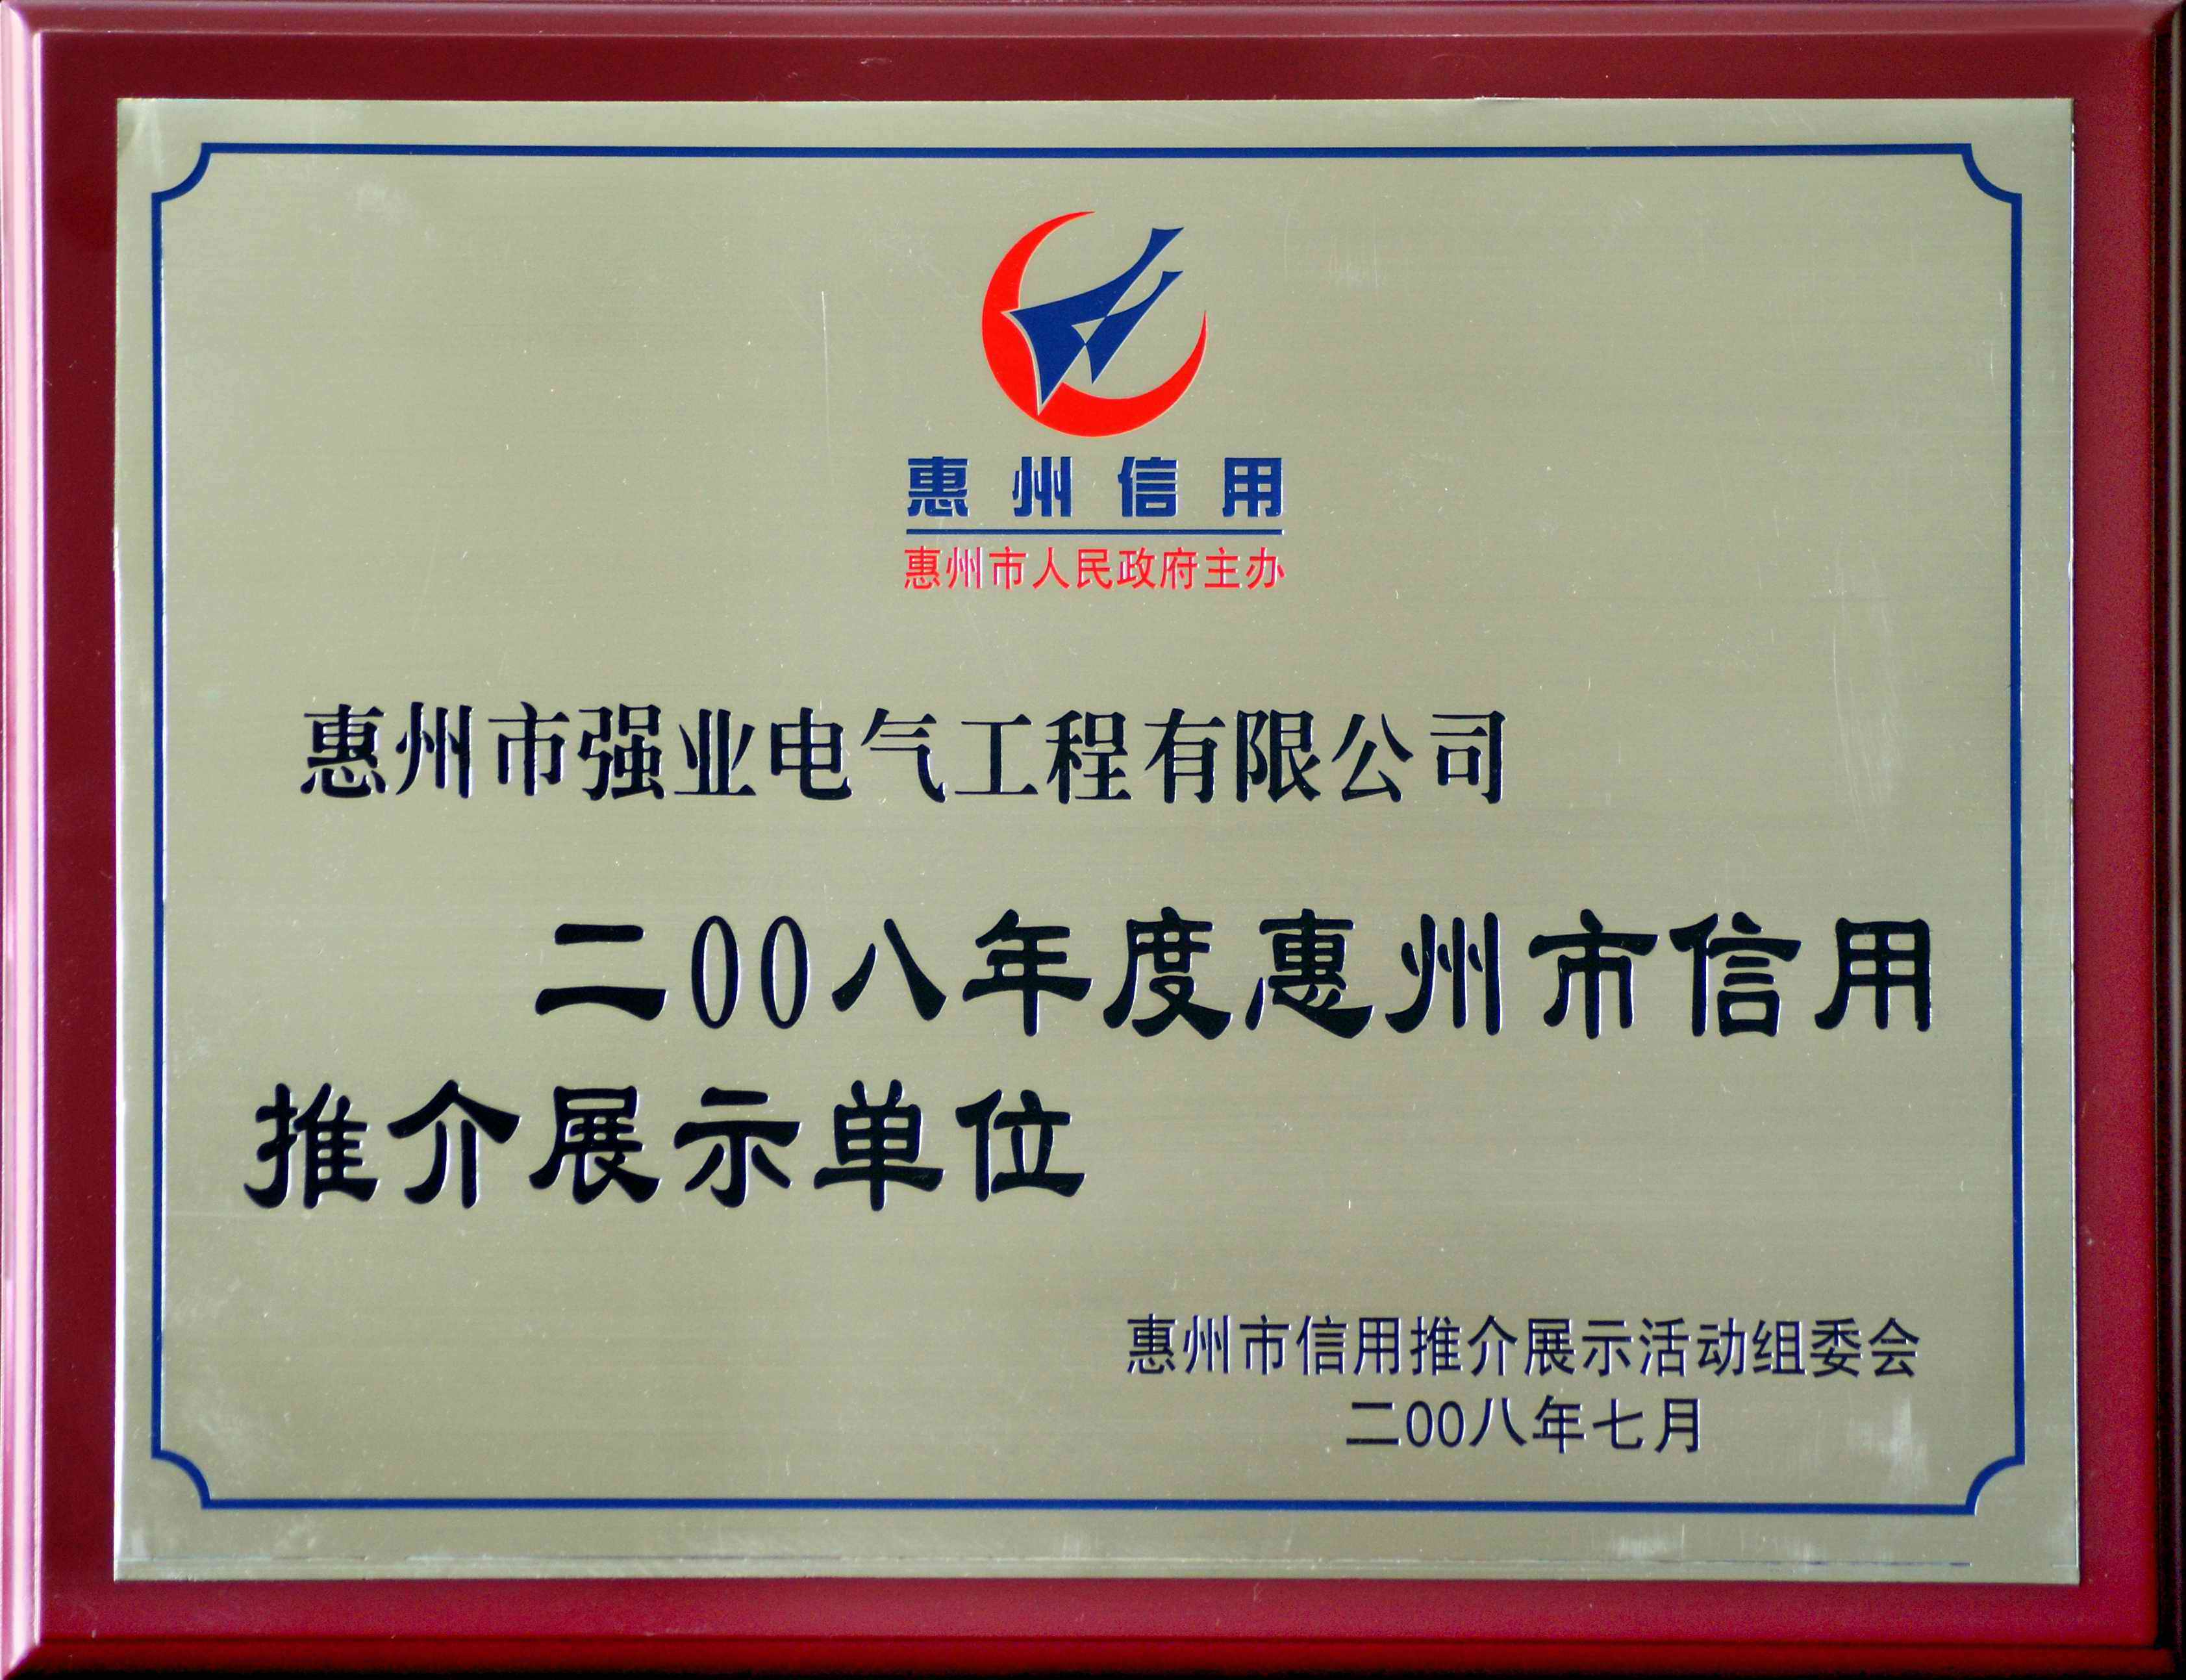 惠州信用
惠州市人民政府主办
惠州市强业电气工程有限公司
二00八年度惠州市信用
推介展示单位
惠州市信用推介展示活动组委会
二00八年七月